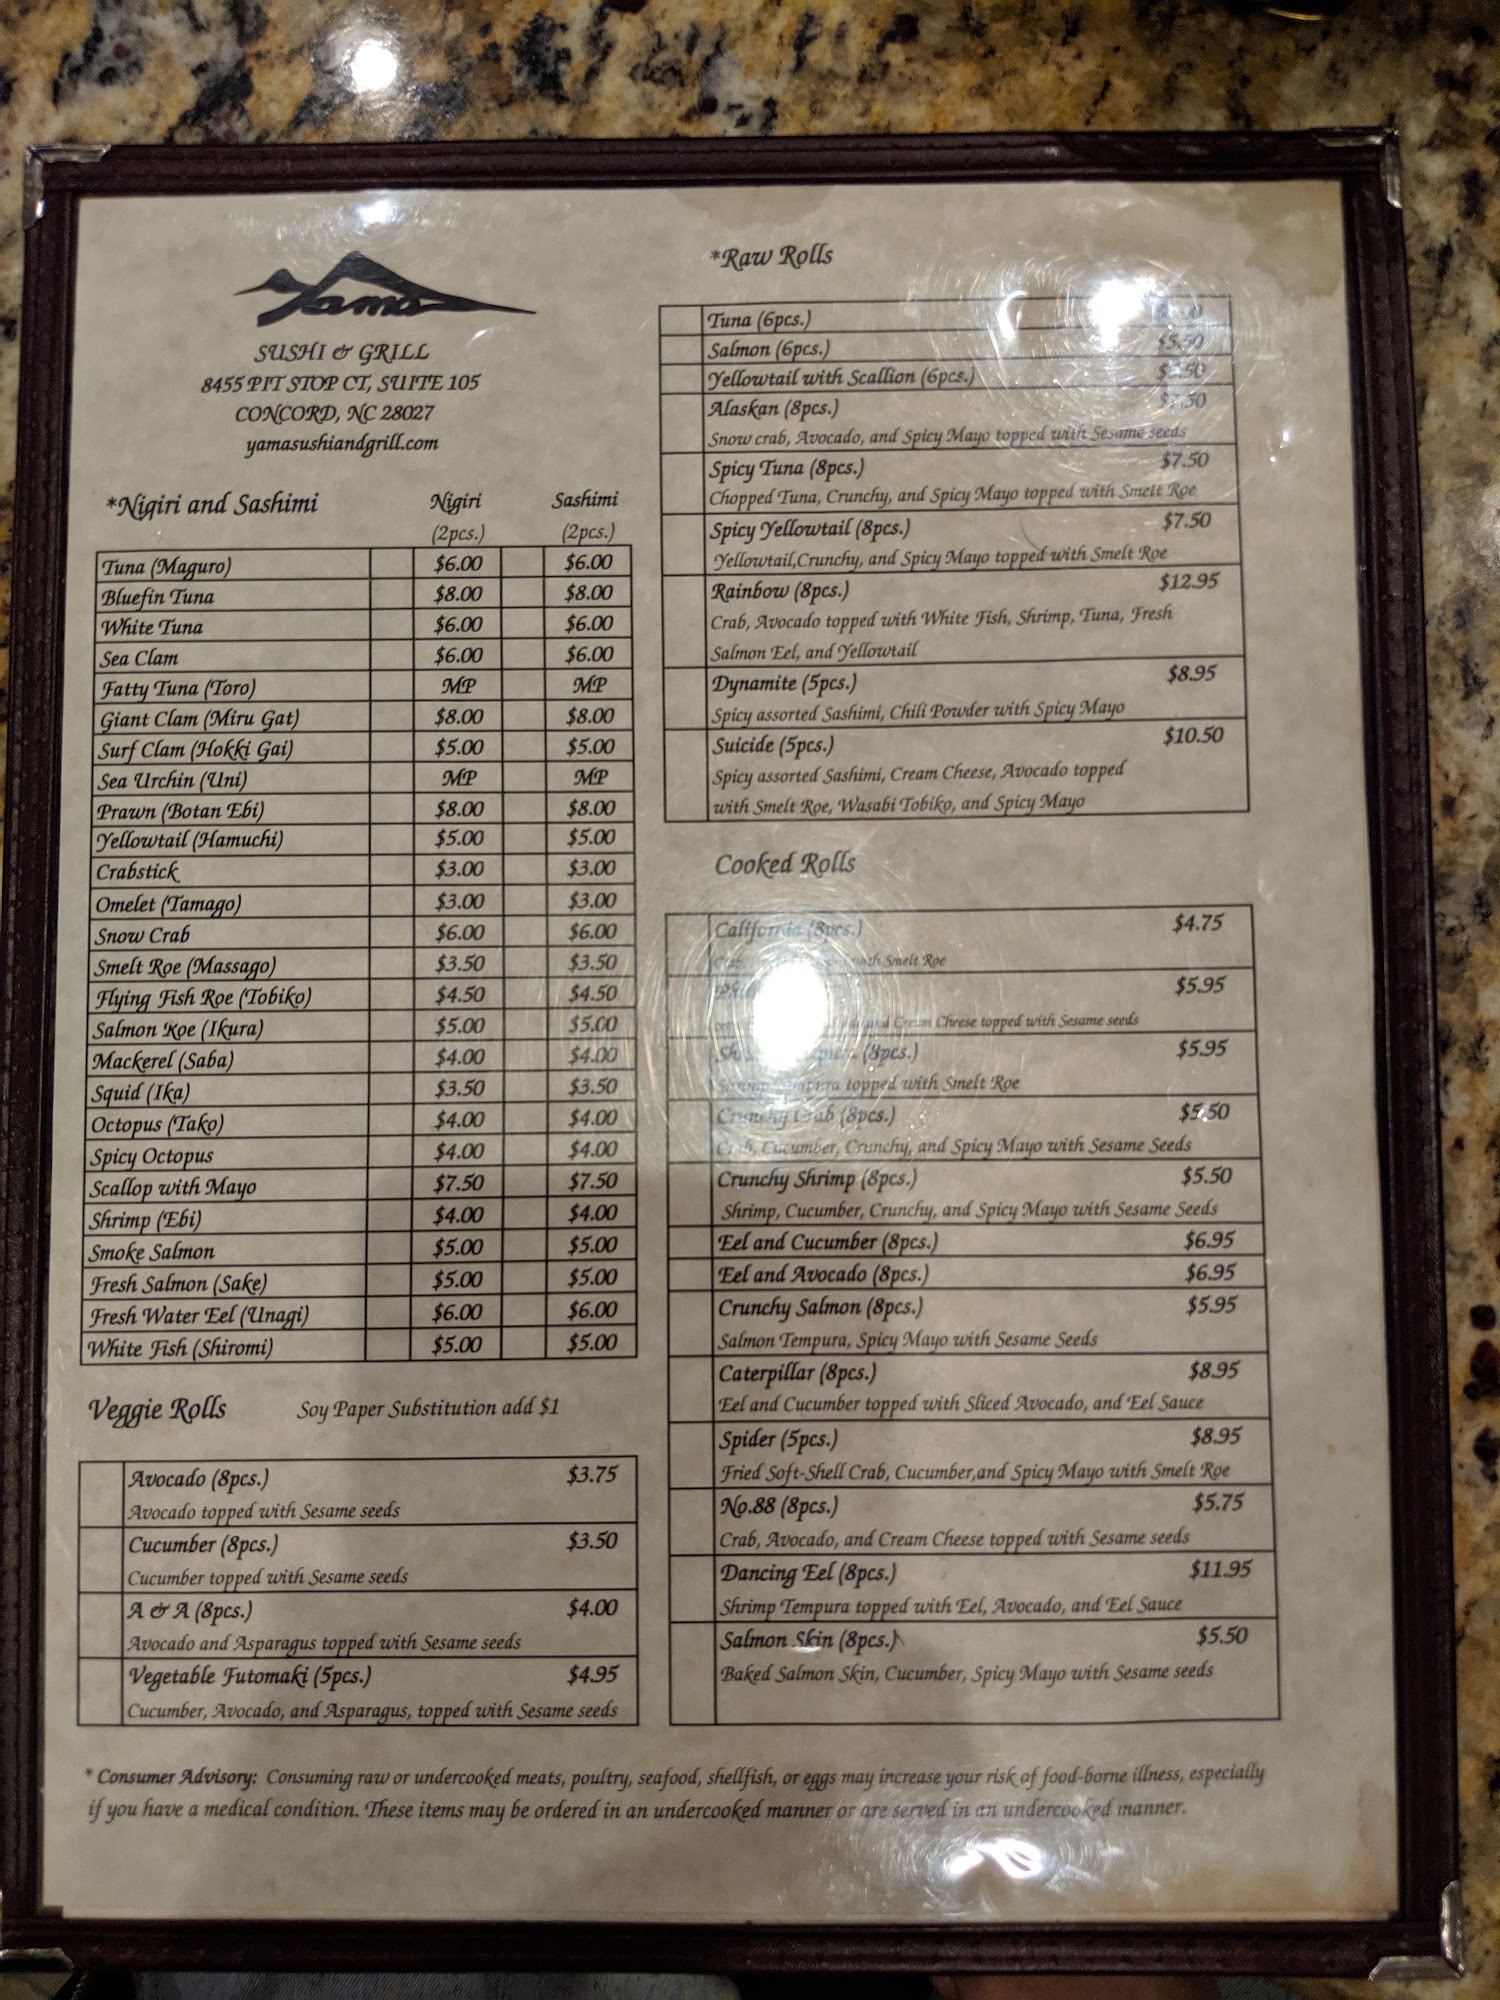 Yama
SUSHI & GRILL
8455 PIT STOP CT, SUITE 105
CONCORD, NC 28027
yamasushiandgrill.com
*Nigiri and Sashimi Nigiri Sashimi
(2pcs.) (2pcs.)
Tuna (Maguro) $6.00 $6.00
Bluefin Tuna $8.00 $8.00
White Tuna $6.00 $6.00
Sea Clam $6.00 $6.00
Fatty Tuna (Toro) MP MP
Giant Clam (Miru Gat) $8.00 $8.00
Surf Clam (Hokki Gai) $5.00 $5.00
Sea Urchin (Uni) MP MP
Prawn (Botan Ebi) $8.00 $8.00
Yellowtail (Hamuchi) $5.00 $5.00
Crabstick $3.00 $3.00
Omelet (Tamago) $3.00 $3.00
Snow Crab $6.00 $6.00
Smelt Roe (Massago) $3.50 $3.50
Flying Fish Roe (Tobiko) $4.50 $4.50
Salmon Roe (Ikura) $5.00 $5.00
Mackerel (Saba) $4.00 $4.00
Squid (Ika) $3.50 $3.50
Octopus (Tako) $4.00 $4.00
Spicy Octopus $4.00 $4.00
Scallop with Mayo $7.50 $7.50
Shrimp (Ebi) $4.00 $4.00
Smoke Salmon $5.00 $5.00
Fresh Salmon (Sake) $5.00 $5.00
Fresh Water Eel (Unagi) $6.00 $6.00
White Fish (Shiromi) $5.00 $5.00
Veggie Rolls Soy Paper Substitution add $1
Avocado (8pcs.) $3.75
Avocado topped with Sesame seeds
Cucumber (8pcs.) $3.50
Cucumber topped with Sesame seeds
A & A (8pcs.) $4.00
Avocado and Asparagus topped with Sesame seeds
Vegetable Futomaki (5pcs.) $4.95
Cucumber, Avocado, and Asparagus, topped with Sesame seeds
*Raw Rolls
Tuna (6pcs.)
Salmon (6pcs.) $5.50
Yellowtail with Scallion (6pcs.)
Alaskan (8pcs.) $7.50
Snow crab, Avocado, and Spicy Mayo topped with Sesame seeds
Spicy Tuna (8pcs.) $7.50
Chopped Tuna, Crunchy, and Spicy Mayo topped with Smelt Roe
Spicy Yellowtail (8pcs.) $7.50
Yellowtail,Crunchy, and Spicy Mayo topped with Smelt Roe
Rainbow (8pcs.) $12.95
Crab, Avocado topped with White Fish, Shrimp, Tuna, Fresh
Salmon Eel, and Yellowtail
Dynamite (5pcs.) $8.95
Spicy assorted Sashimi, Chili Powder with Spicy Mayo
Suicide (5pcs.) $10.50
Spicy assorted Sashimi, Cream Cheese, Avocado topped
with Smelt Roe, Wasabi Tobiko, and Spicy Mayo
Cooked Rolls
California (8pcs.) $4.75
Crab with Smelt Roe
$5.95
and Cream Cheese topped with Sesame seeds
(8pcs.) $5.95
Shrimp Tempura topped with Smelt Roe
Crunchy Crab (8pcs.) $5.50
Crab, Cucumber, Crunchy, and Spicy Mayo with Sesame Seeds
Crunchy Shrimp (8pcs.) $5.50
Shrimp, Cucumber, Crunchy, and Spicy Mayo with Sesame Seeds
Eel and Cucumber (8pcs.) $6.95
Eel and Avocado (8pcs.) $6.95
Crunchy Salmon (8pcs.) $5.95
Salmon Tempura, Spicy Mayo with Sesame Seeds
Caterpillar (8pcs.) $8.95
Eel and Cucumber topped with Sliced Avocado, and Eel Sauce
Spider (5pcs.) $8.95
Fried Soft-Shell Crab, Cucumber,and Spicy Mayo with Smelt Roe
No.88 (8pcs.) $5.75
Crab, Avocado, and Cream Cheese topped with Sesame seeds
Dancing Eel (8pcs.) $11.95
Shrimp Tempura topped with Eel, Avocado, and Eel Sauce
Salmon Skin (8pcs.) $5.50
Baked Salmon Skin, Cucumber, Spicy Mayo with Sesame seeds
* Consumer Advisory: Consuming raw or undercooked meats, poultry, seafood, shellfish, or eggs may increase your risk of food-borne illness, especially
if you have a medical condition. These items may be ordered in an undercooked manner or are served in an undercooked manner.